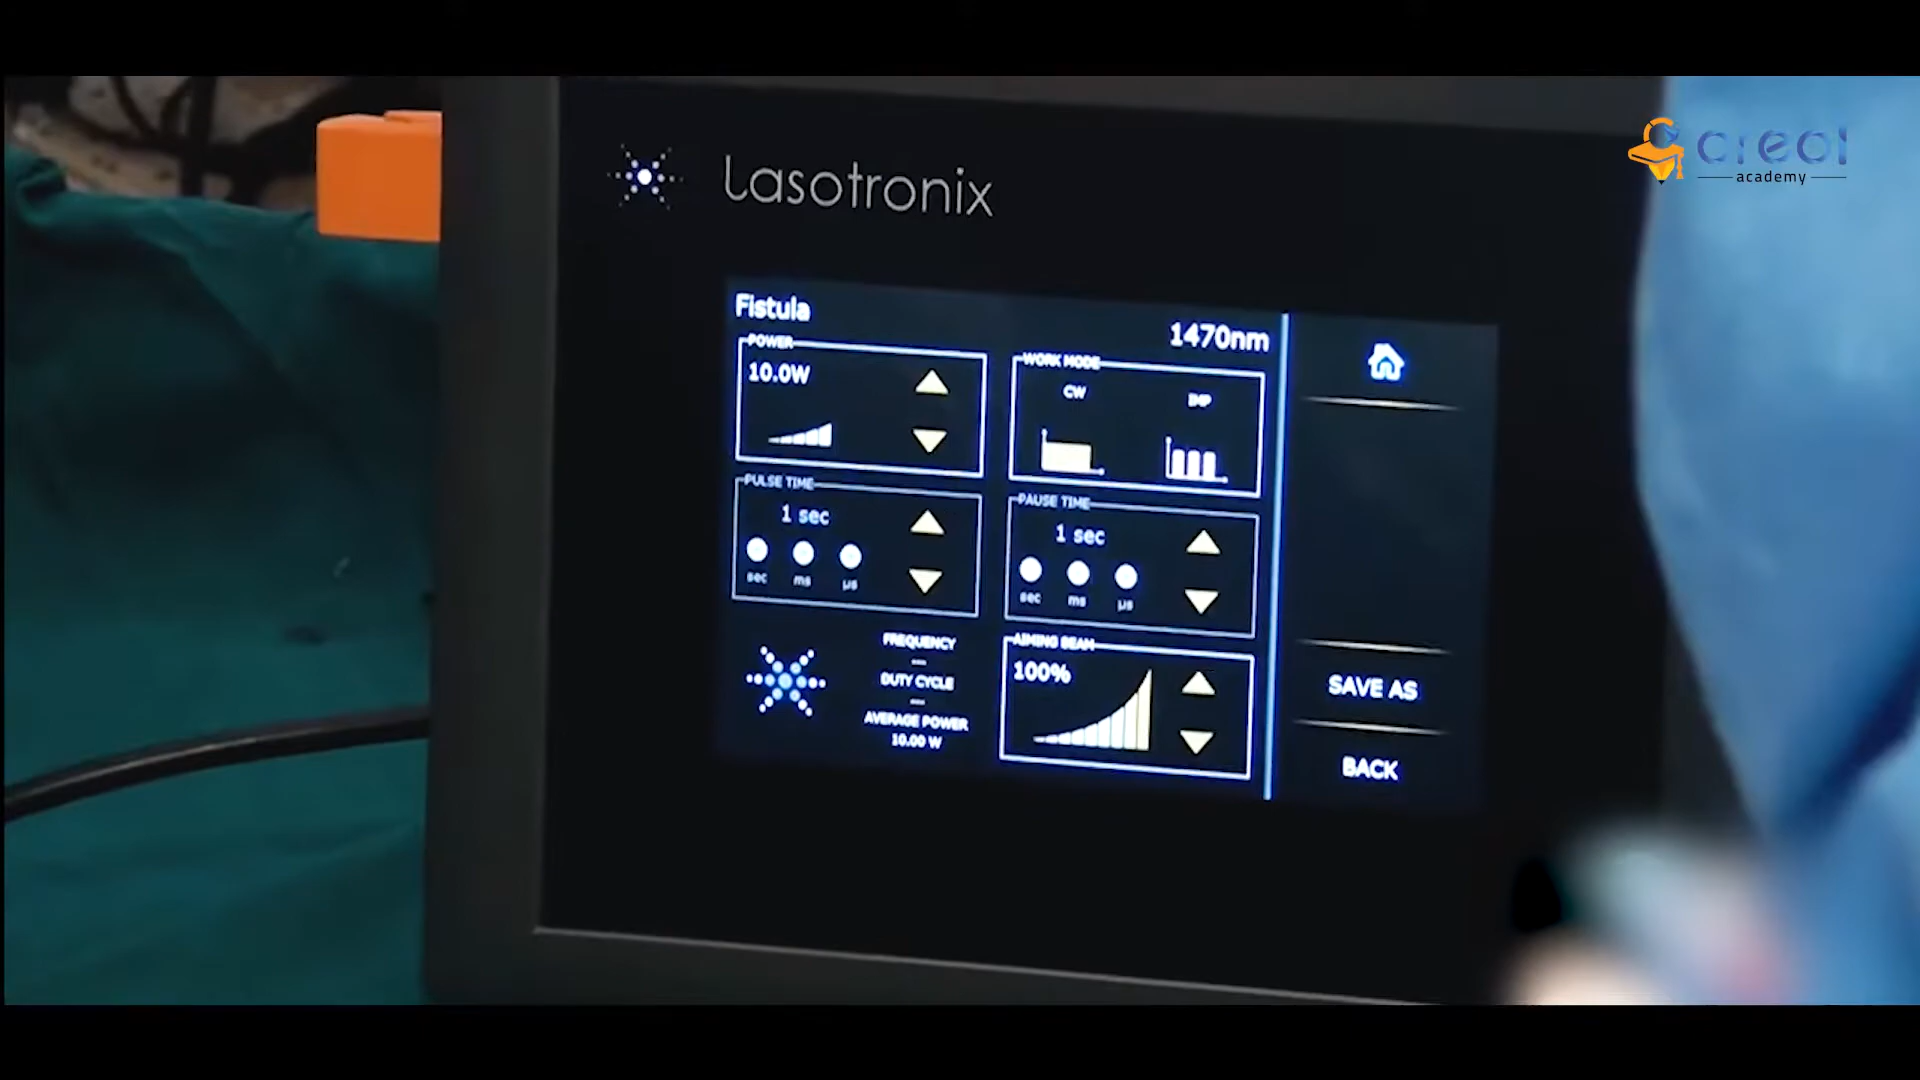 creol
academy
Lasotronix
Fistula
1470nm
POWER
10.0W
WORK MODE
CW
IMP
PULSE TIME
1 sec
sec ms µs
PAUSE TIME
1 sec
sec ms µs
FREQUENCY
---
DUTY CYCLE
---
AVERAGE POWER
10.00 W
AIMING BEAM
100%
SAVE AS
BACK